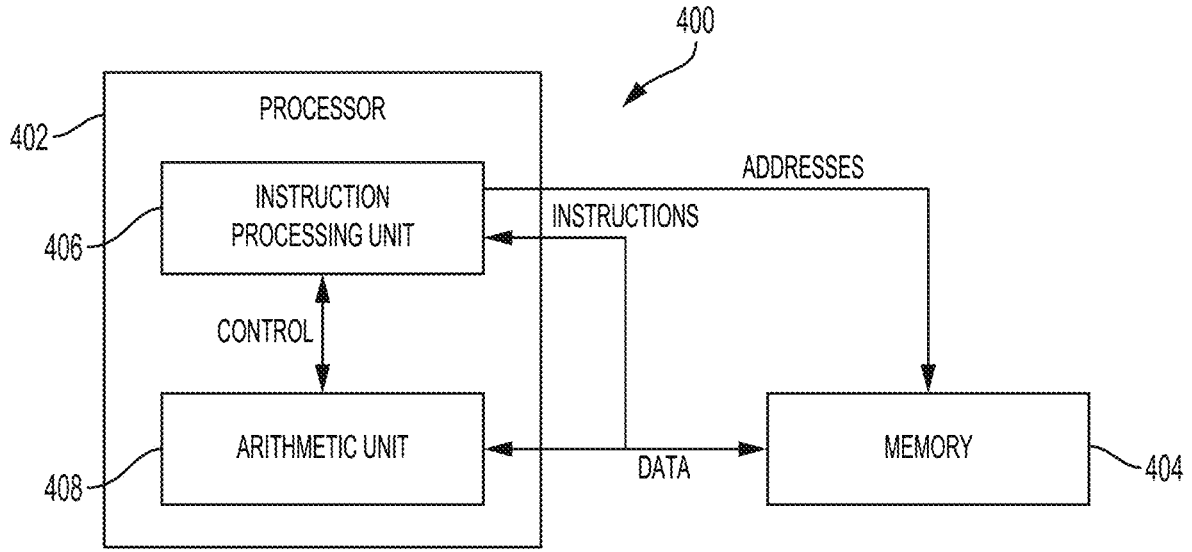 400
PROCESSOR
402
ADDRESSES
INSTRUCTION
PROCESSING UNIT
INSTRUCTIONS
406
CONTROL
ARITHMETIC UNIT
MEMORY
DATA
408
404